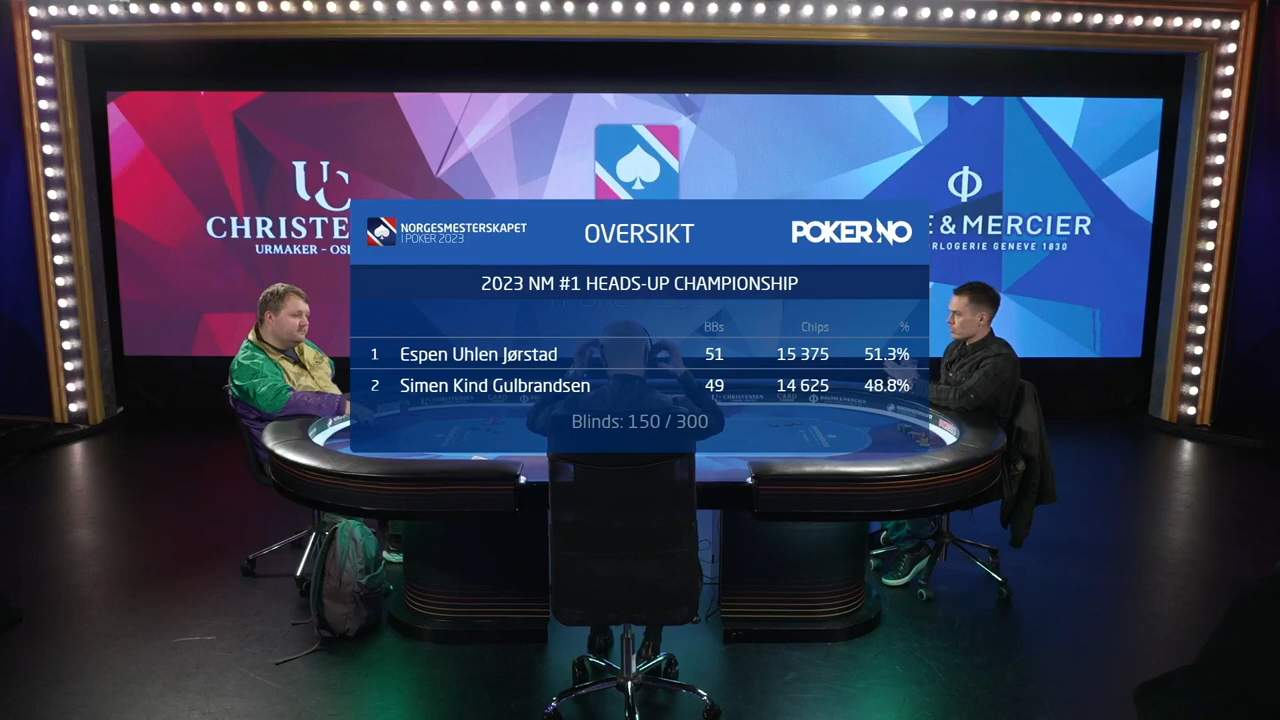 UC
CHRISTE
URMAKER - OSL
Φ
E & MERCIER
RLOGERIE GENEVE 1830
NORGESMESTERSKAPET
I POKER 2023
OVERSIKT
POKER.NO
2023 NM #1 HEADS-UP CHAMPIONSHIP
BBs Chips %
1 Espen Uhlen Jørstad 51 15 375 51.3%
2 Simen Kind Gulbrandsen 49 14 625 48.8%
Blinds: 150 / 300